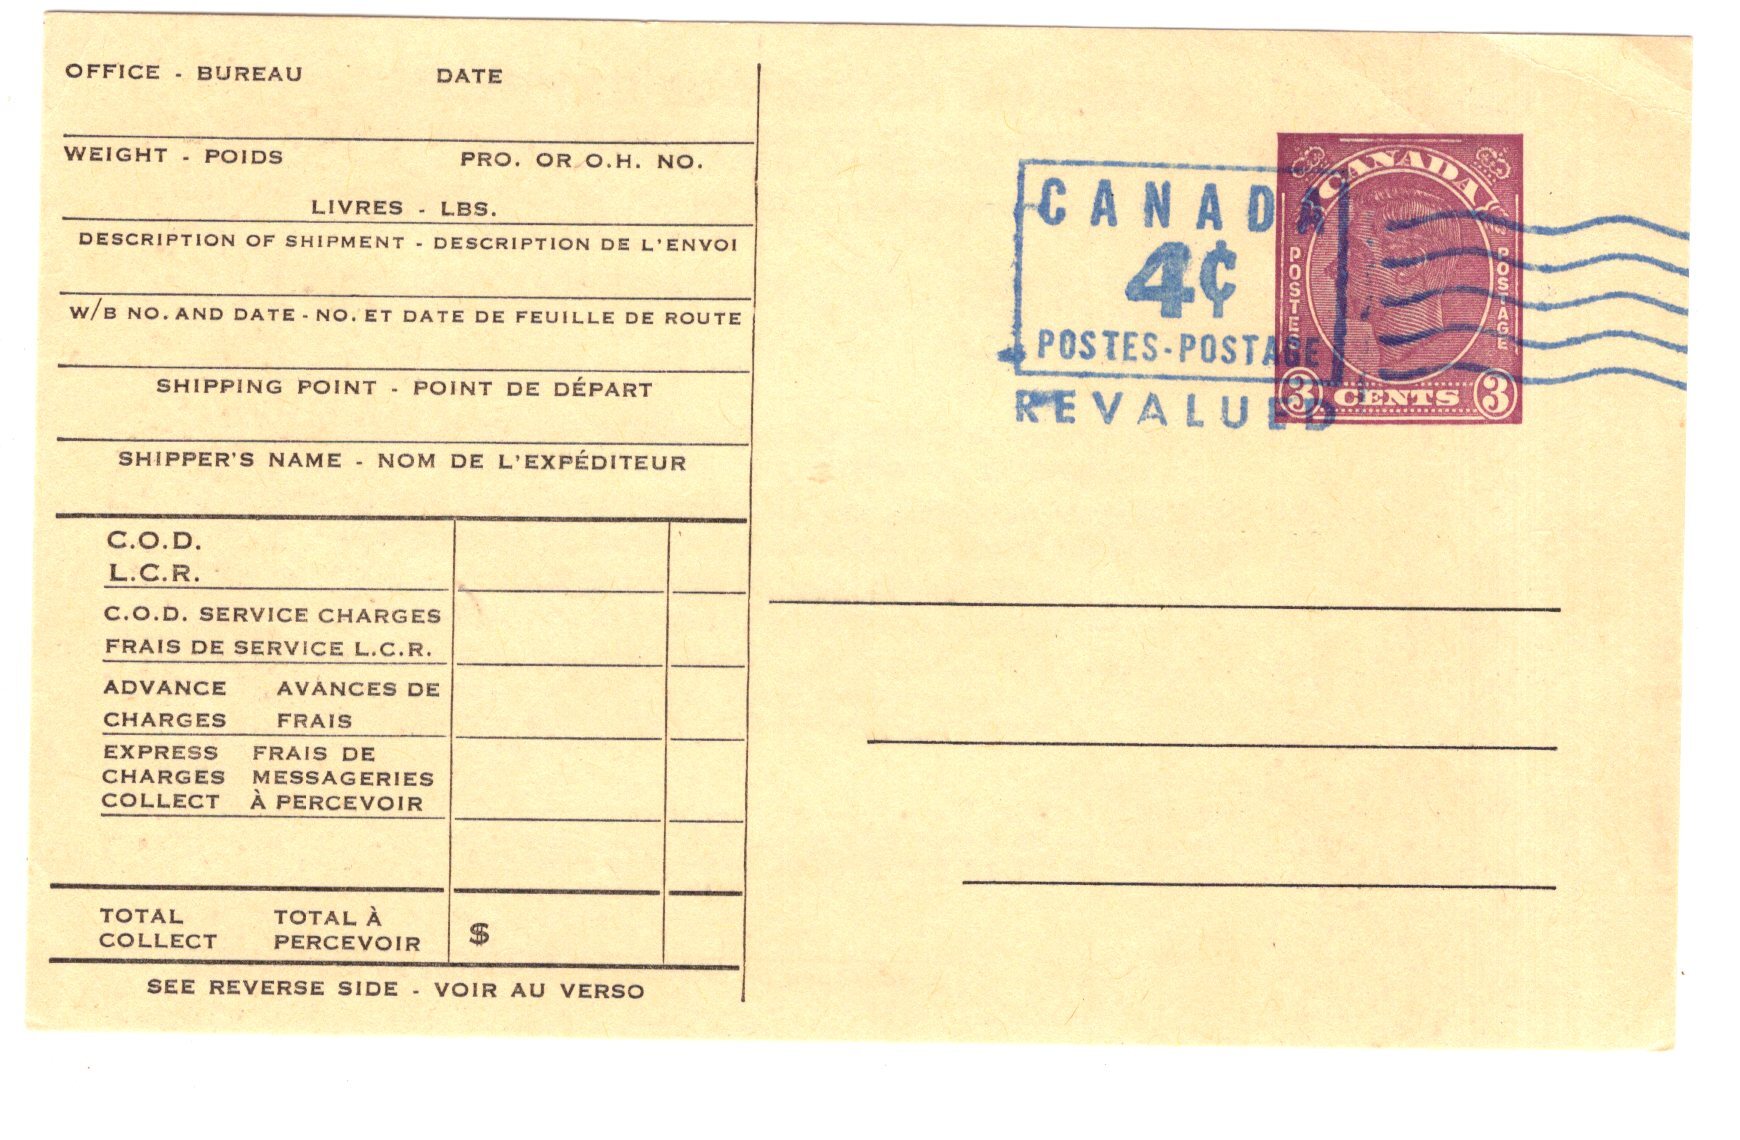 OFFICE - BUREAU DATE
WEIGHT - POIDS PRO. OR O.H. NO.
LIVRES - LBS.
DESCRIPTION OF SHIPMENT - DESCRIPTION DE L'ENVOI
W/B NO. AND DATE - NO. ET DATE DE FEUILLE DE ROUTE
SHIPPING POINT - POINT DE DÉPART
SHIPPER'S NAME - NOM DE L'EXPÉDITEUR
C.O.D.
L.C.R.
C.O.D. SERVICE CHARGES
FRAIS DE SERVICE L.C.R.
ADVANCE AVANCES DE
CHARGES FRAIS
EXPRESS FRAIS DE
CHARGES MESSAGERIES
COLLECT À PERCEVOIR
TOTAL TOTAL À
COLLECT PERCEVOIR $
SEE REVERSE SIDE - VOIR AU VERSO
CANADA
4¢
POSTES-POSTAGE
REVALUED
CANADA
POSTES
POSTAGE
3 CENTS 3